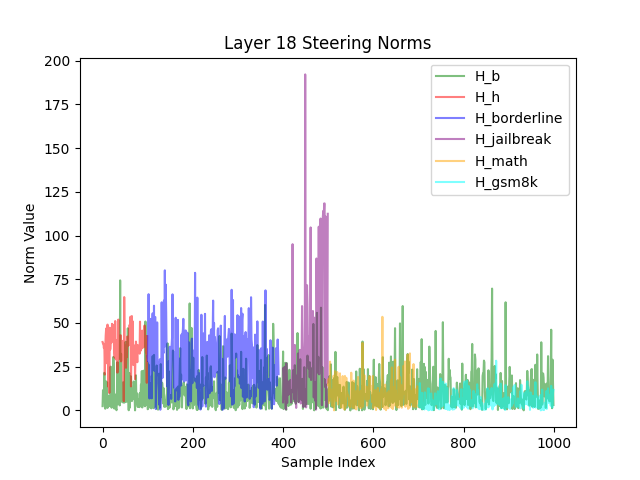 Layer 18 Steering Norms
200
175
150
125
100
75
50
25
0
Norm Value
H_b
H_h
H_borderline
H_jailbreak
H_math
H_gsm8k
0 200 400 600 800 1000
Sample Index